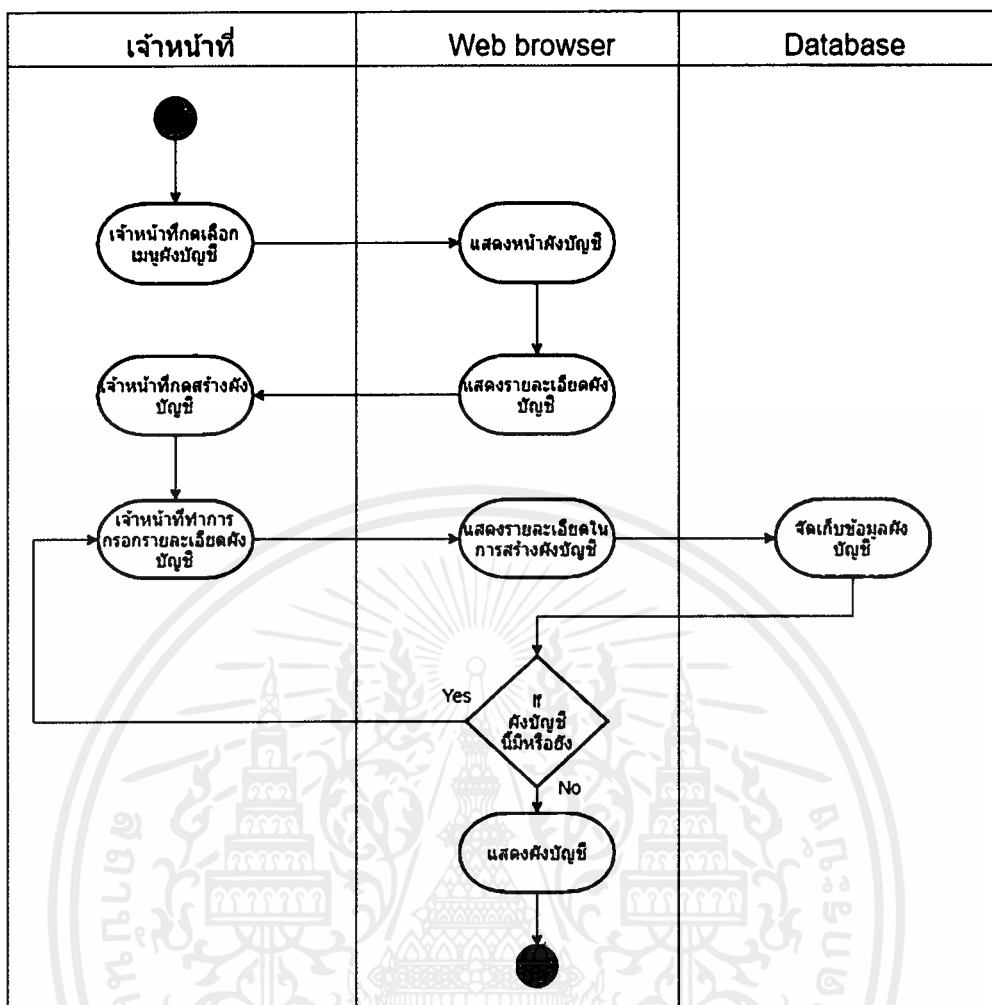 เจ้าหน้าที่
Web browser
Database
เจ้าหน้าที่กดเลือก
เมนูผังบัญชี
แสดงหน้าผังบัญชี
เจ้าหน้าที่กดสร้างผัง
บัญชี
แสดงรายละเอียดผัง
บัญชี
เจ้าหน้าที่ทำการ
กรอกรายละเอียดผัง
บัญชี
แสดงรายละเอียดใน
การสร้างผังบัญชี
จัดเก็บข้อมูลผัง
บัญชี
Yes
If
ผังบัญชี
นี้มีหรือยัง
No
แสดงผังบัญชี